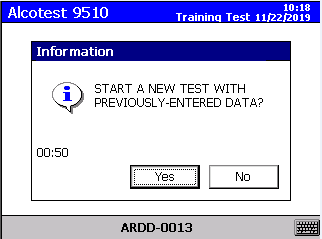 Alcotest 9510
10:18
Training Test 11/22/2019
Information
START A NEW TEST WITH
PREVIOUSLY-ENTERED DATA?
00:50
Yes
No
ARDD-0013